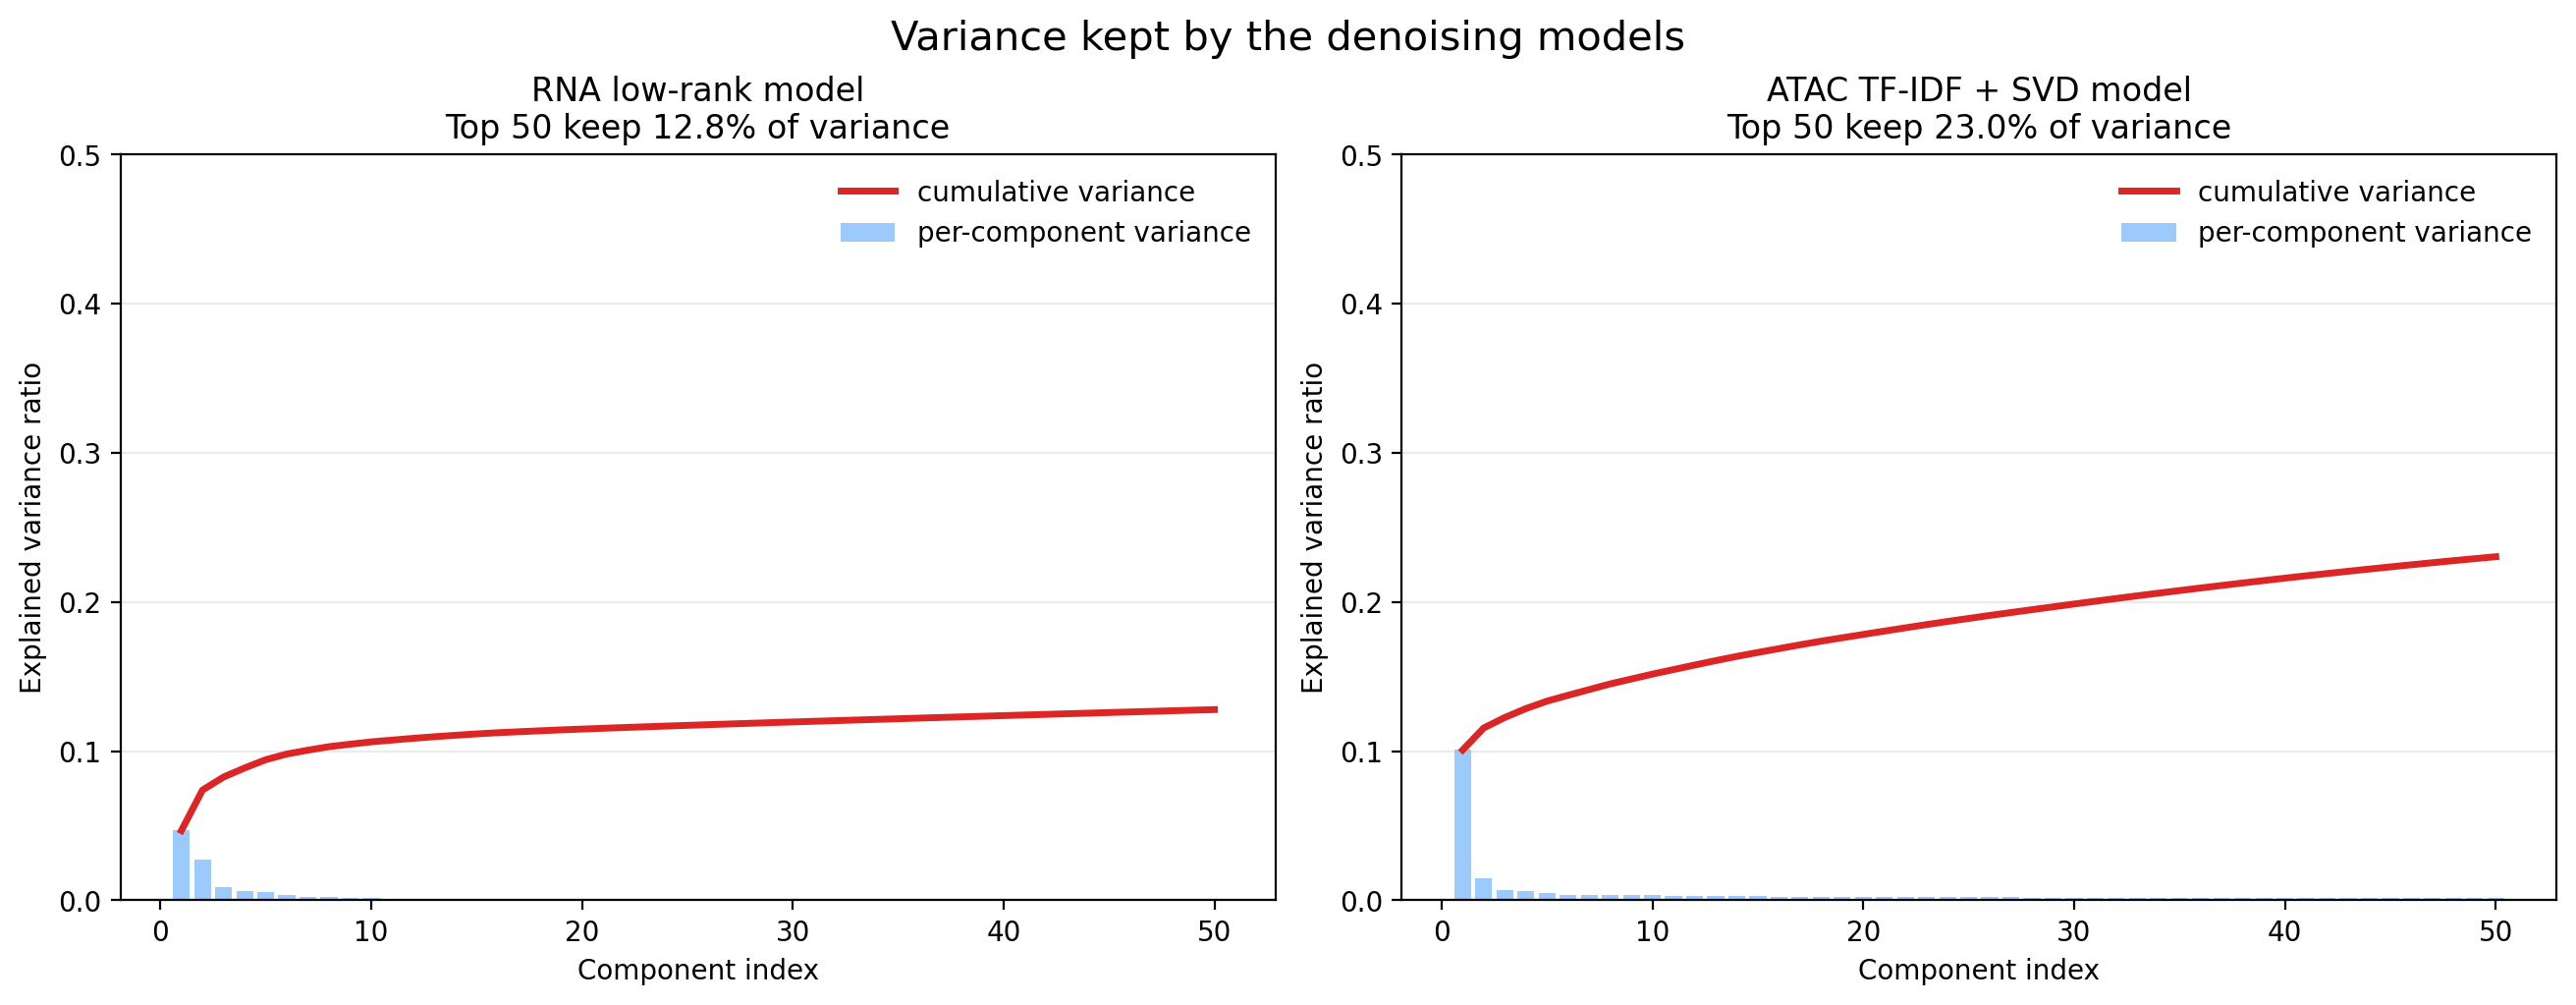 Variance kept by the denoising models
RNA low-rank model
Top 50 keep 12.8% of variance
cumulative variance
per-component variance
Explained variance ratio
0.5
0.4
0.3
0.2
0.1
0.0
0 10 20 30 40 50
Component index
ATAC TF-IDF + SVD model
Top 50 keep 23.0% of variance
cumulative variance
per-component variance
Explained variance ratio
0.5
0.4
0.3
0.2
0.1
0.0
0 10 20 30 40 50
Component index